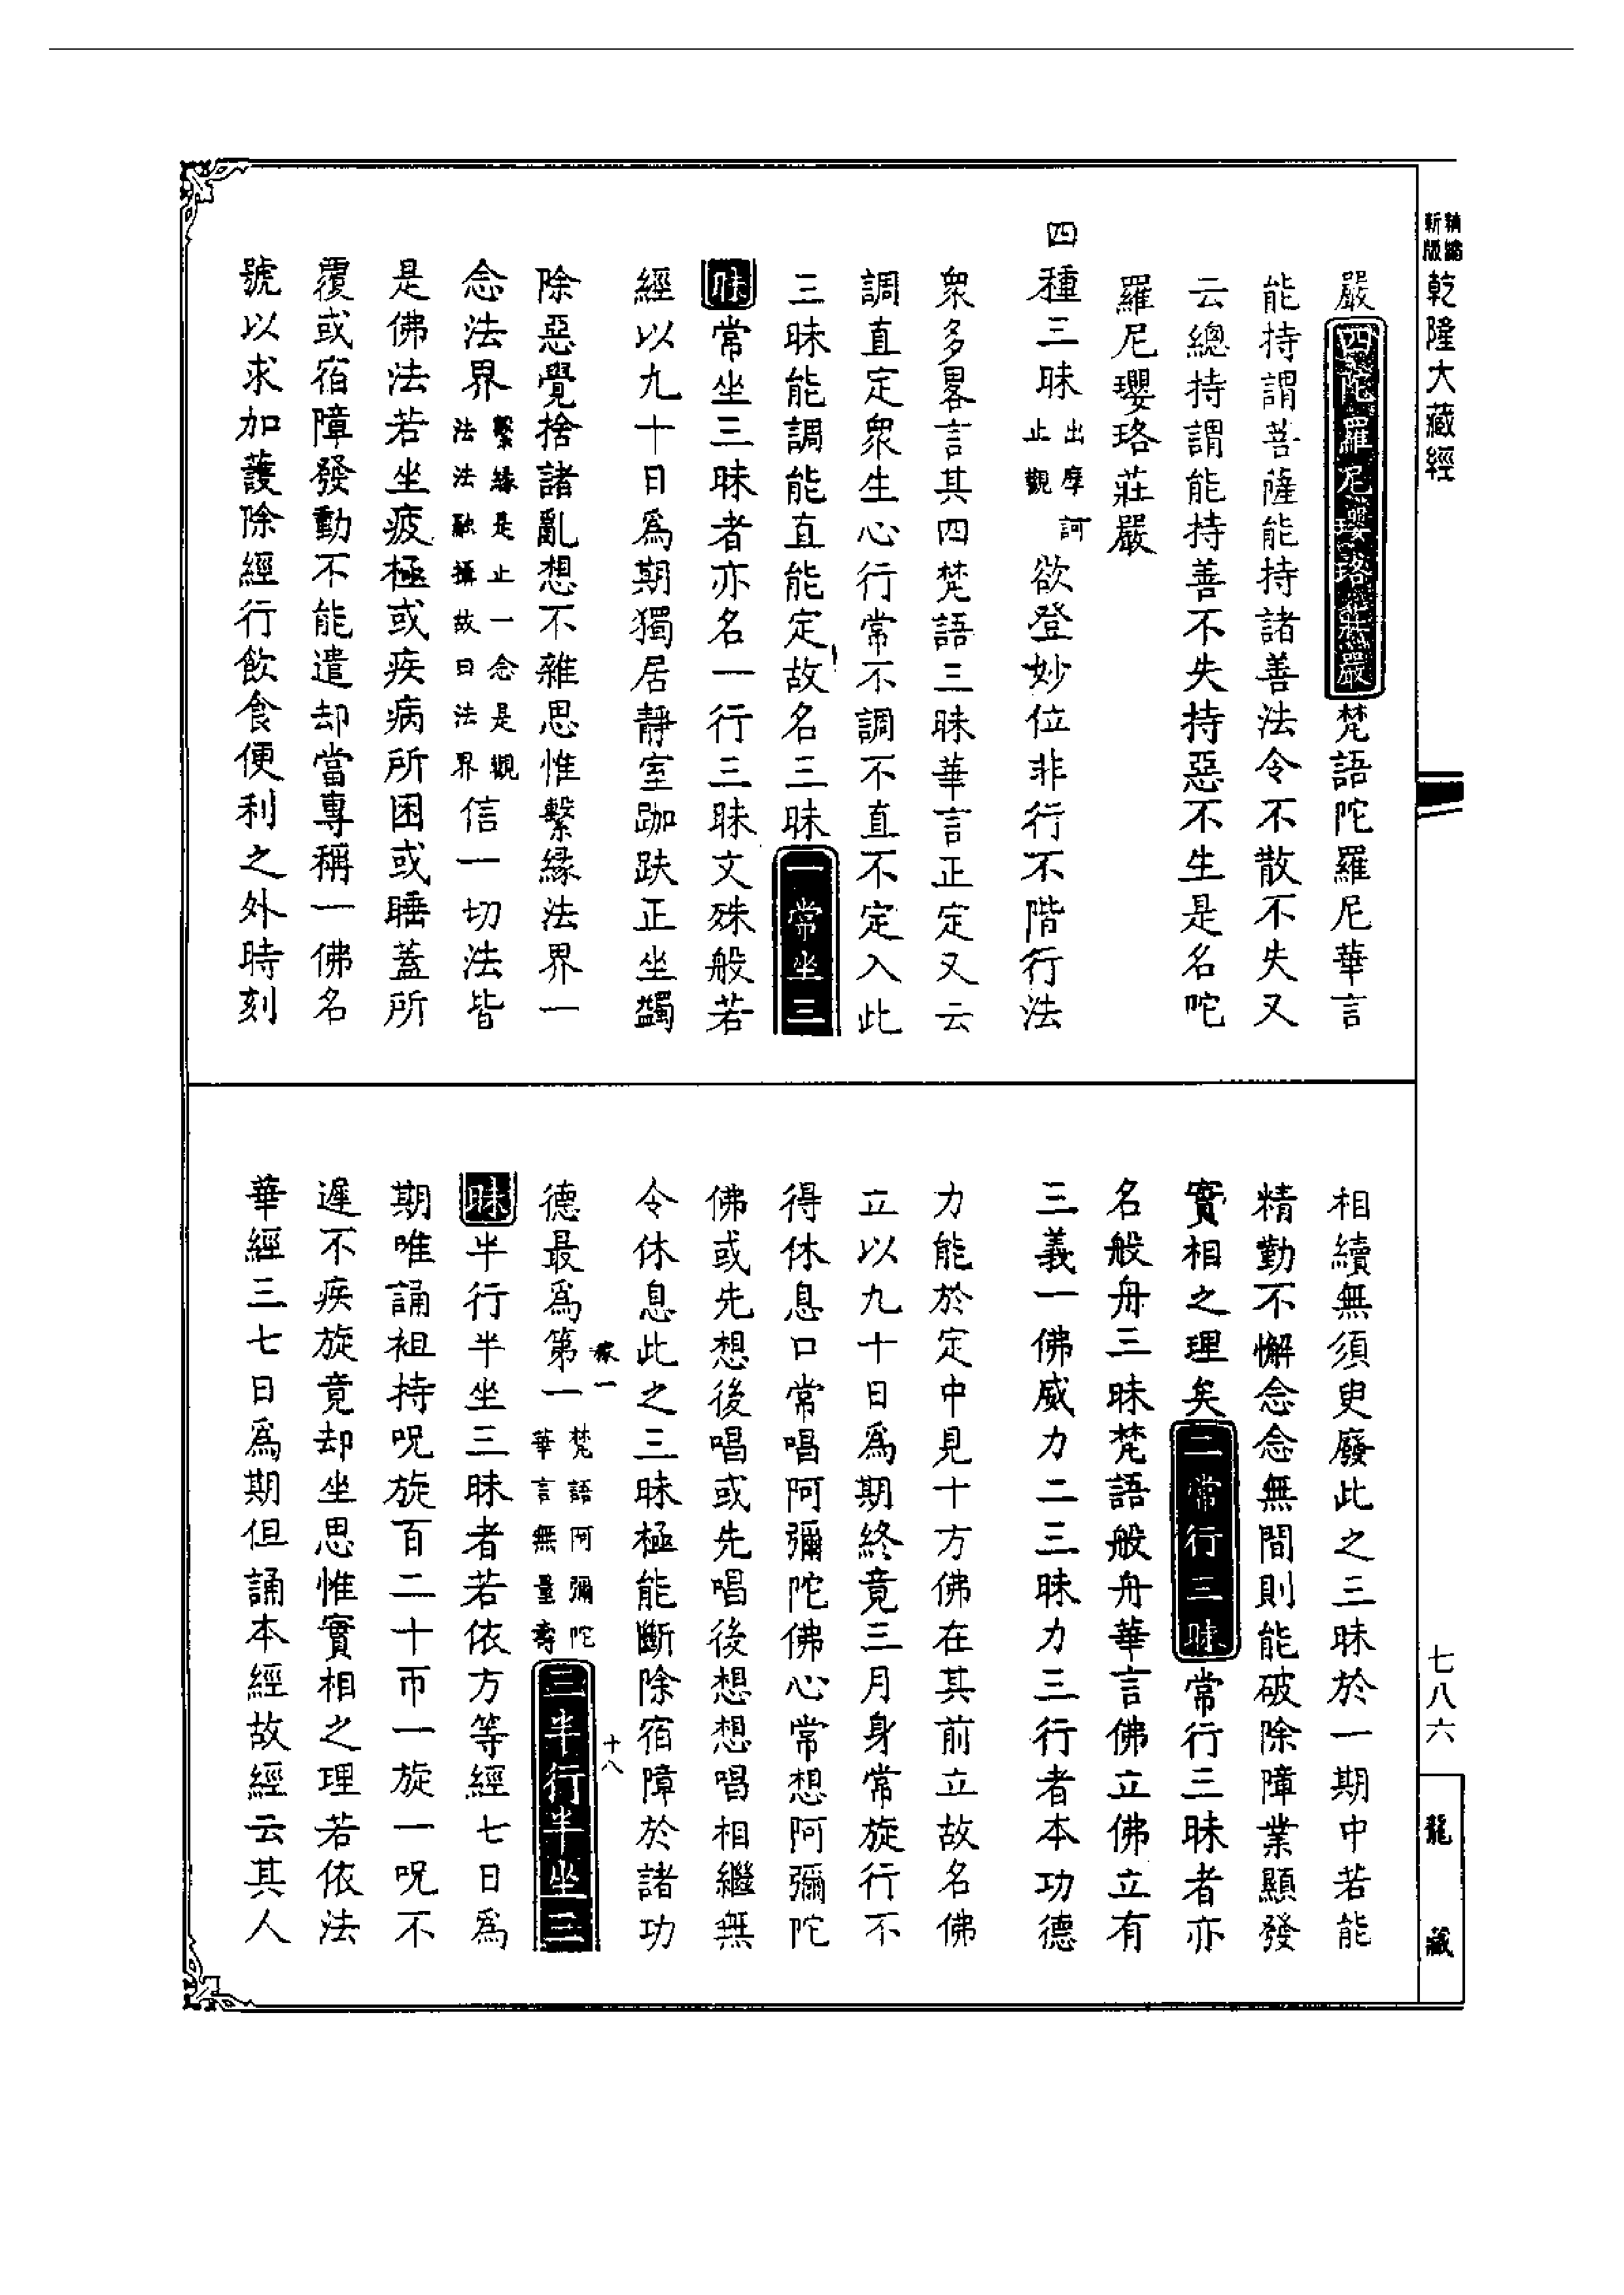 精縮新版 乾隆大藏經
嚴四陀羅尼瓔珞莊嚴梵語陀羅尼華言
能持謂菩薩能持諸善法令不散不失又
云總持謂能持善不失持惡不生是名陀
羅尼瓔珞莊嚴
四種三昧出摩訶止觀欲登妙位非行不階行法
衆多畧言其四梵語三昧華言正定又云
調直定衆生心行常不調不直不定入此
三昧能調能直能定故名三昧一常坐三
昧常坐三昧者亦名一行三昧文殊般若
經以九十日爲期獨居靜室跏趺正坐蠲
除惡覺捨諸亂想不雜思惟繫緣法界一
念法界繫緣是止一念是觀法法融攝故曰法界信一切法皆
是佛法若坐疲極或疾病所困或睡蓋所
覆或宿障發動不能遣却當專稱一佛名
號以求加護除經行飲食便利之外時刻
相續無須臾廢此之三昧於一期中若能
精勤不懈念念無間則能破除障業顯發
實相之理矣二常行三昧常行三昧者亦
名般舟三昧梵語般舟華言佛立佛立有
三義一佛威力二三昧力三行者本功德
力能於定中見十方佛在其前立故名佛
立以九十日爲期終竟三月身常旋行不
得休息口常唱阿彌陀佛心常想阿彌陀
佛或先想後唱或先唱後想想唱相繼無
令休息此之三昧極能斷除宿障於諸功
稼一 十八
德最爲第一梵語阿彌陀華言無量壽三半行半坐三
昧半行半坐三昧者若依方等經七日爲
期唯誦袓持呪旋百二十帀一旋一呪不
遲不疾旋竟却坐思惟實相之理若依法
華經三七日爲期但誦本經故經云其人
七八六
龍藏